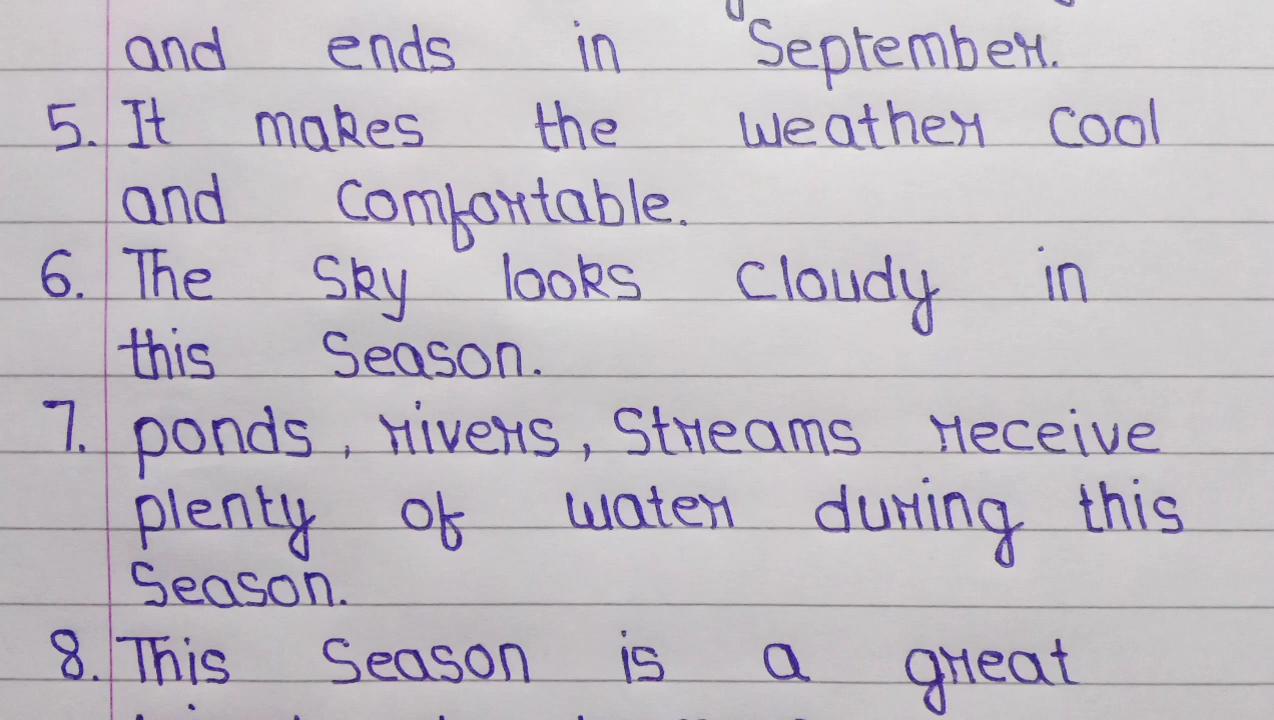 and ends in September.
5. It makes the weather cool
and comfortable.
6. The Sky looks cloudy in
this Season.
7. ponds, rivers, Streams receive
plenty of water during this
Season.
8. This Season is a great